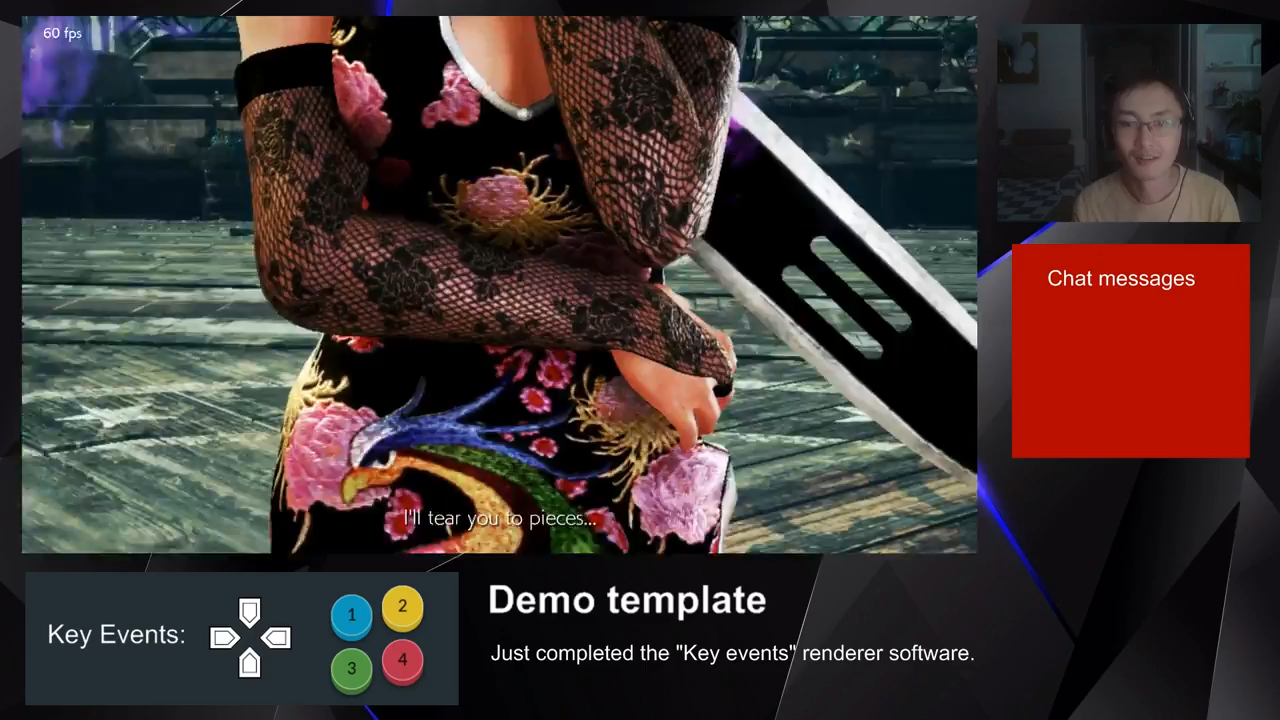 60 fps
Chat messages
I'll tear you to pieces...
Key Events:
1
2
3
4
Demo template
Just completed the "Key events" renderer software.